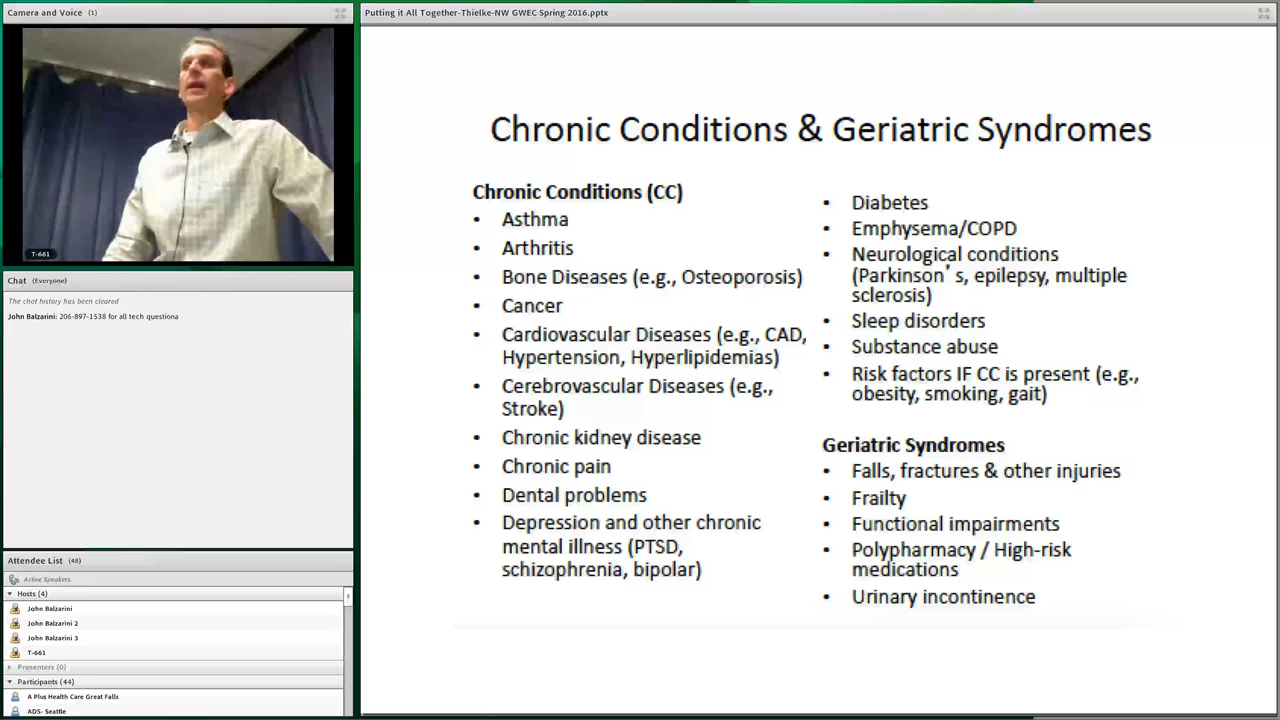 Camera and Voice (1)
T-661
Chat (Everyone)
The chat history has been cleared
John Balzarini: 206-897-1538 for all tech questiona
Attendee List (48)
Active Speakers
Hosts (4)
John Balzarini
John Balzarini 2
John Balzarini 3
T-661
Presenters (0)
Participants (44)
A Plus Health Care Great Falls
ADS- Seattle
Putting it All Together-Thielke-NW GWEC Spring 2016.pptx
Chronic Conditions & Geriatric Syndromes
Chronic Conditions (CC)
• Asthma
• Arthritis
• Bone Diseases (e.g., Osteoporosis)
• Cancer
• Cardiovascular Diseases (e.g., CAD,
Hypertension, Hyperlipidemias)
• Cerebrovascular Diseases (e.g.,
Stroke)
• Chronic kidney disease
• Chronic pain
• Dental problems
• Depression and other chronic
mental illness (PTSD,
schizophrenia, bipolar)
• Diabetes
• Emphysema/COPD
• Neurological conditions
(Parkinson's, epilepsy, multiple
sclerosis)
• Sleep disorders
• Substance abuse
• Risk factors IF CC is present (e.g.,
obesity, smoking, gait)
Geriatric Syndromes
• Falls, fractures & other injuries
• Frailty
• Functional impairments
• Polypharmacy / High-risk
medications
• Urinary incontinence